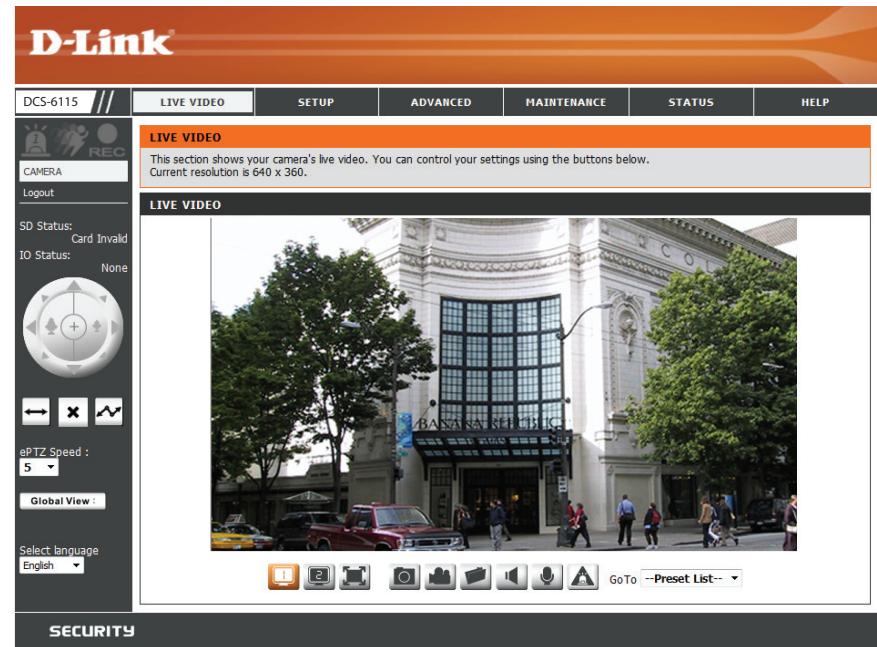 D-Link
DCS-6115
LIVE VIDEO
SETUP
ADVANCED
MAINTENANCE
STATUS
HELP
REC
CAMERA
Logout
SD Status:
Card Invalid
IO Status:
None
ePTZ Speed :
5
Global View :
Select language
English
LIVE VIDEO
This section shows your camera's live video. You can control your settings using the buttons below.
Current resolution is 640 x 360.
LIVE VIDEO
COL
BANANA REPUBLIC
1
2
GoTo --Preset List--
SECURITY